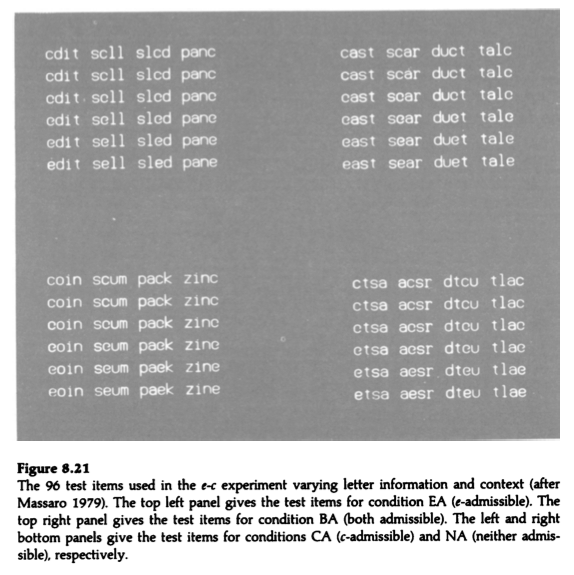 cdit scll slcd panc
cdit scll slcd panc
cdit scll slcd panc
cdit scll slcd panc
edit sell sled pane
edit sell sled pane
cast scar duct talc
cast scar duct talc
cast scar duct talc
cast scar duct talc
east sear duet tale
east sear duet tale
coin scum pack zinc
coin scum pack zinc
coin scum pack zinc
coin scum pack zinc
eoin seum paek zine
eoin seum paek zine
ctsa acsr dtcu tlac
ctsa acsr dtcu tlac
ctsa acsr dtcu tlac
ctsa acsr dtcu tlac
etsa aesr dteu tlae
etsa aesr dteu tlae
Figure 8.21
The 96 test items used in the e-c experiment varying letter information and context (after
Massaro 1979). The top left panel gives the test items for condition EA (e-admissible). The
top right panel gives the test items for condition BA (both admissible). The left and right
bottom panels give the test items for conditions CA (c-admissible) and NA (neither admis-
sible), respectively.